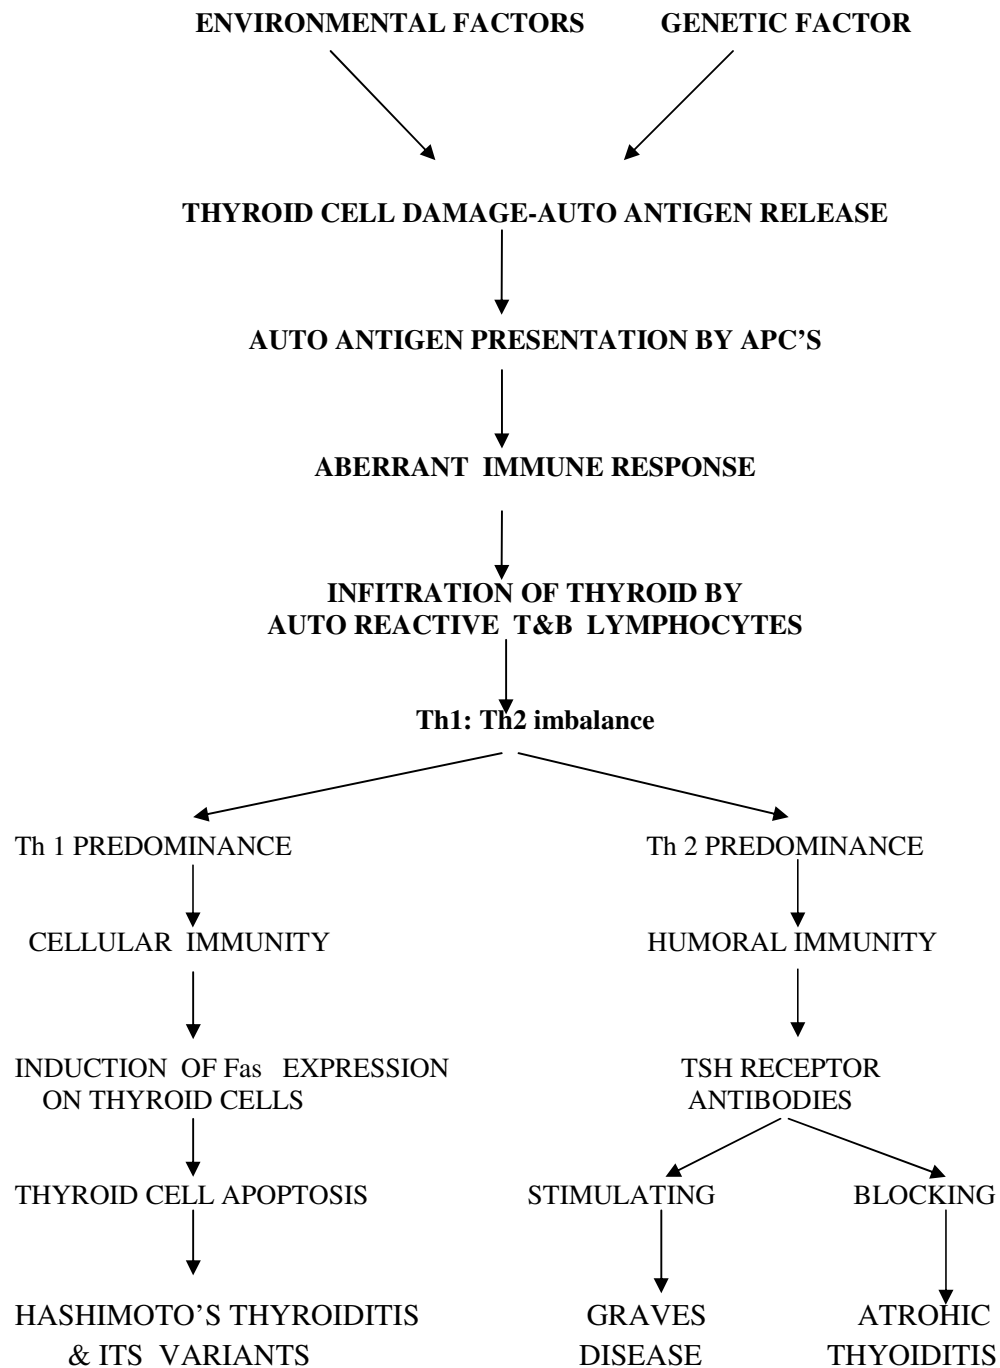 ENVIRONMENTAL FACTORS GENETIC FACTOR
THYROID CELL DAMAGE-AUTO ANTIGEN RELEASE
AUTO ANTIGEN PRESENTATION BY APC'S
ABERRANT IMMUNE RESPONSE
INFITRATION OF THYROID BY
AUTO REACTIVE T&B LYMPHOCYTES
Th1: Th2 imbalance
Th 1 PREDOMINANCE Th 2 PREDOMINANCE
CELLULAR IMMUNITY HUMORAL IMMUNITY
INDUCTION OF Fas EXPRESSION TSH RECEPTOR
ON THYROID CELLS ANTIBODIES
THYROID CELL APOPTOSIS STIMULATING BLOCKING
HASHIMOTO'S THYROIDITIS GRAVES ATROHIC
& ITS VARIANTS DISEASE THYOIDITIS